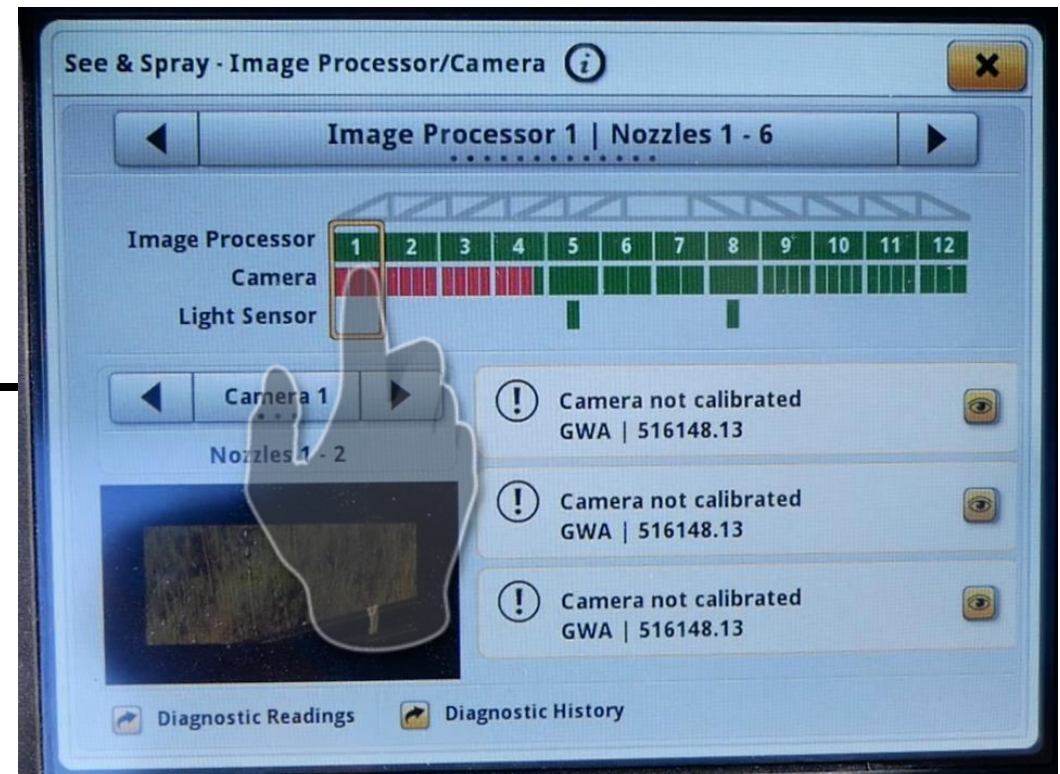 See & Spray - Image Processor/Camera i
Image Processor 1 | Nozzles 1 - 6
Image Processor 1 2 3 4 5 6 7 8 9 10 11 12
Camera
Light Sensor
Camera 1
Nozzles 1 - 2
! Camera not calibrated
GWA | 516148.13
! Camera not calibrated
GWA | 516148.13
! Camera not calibrated
GWA | 516148.13
Diagnostic Readings Diagnostic History